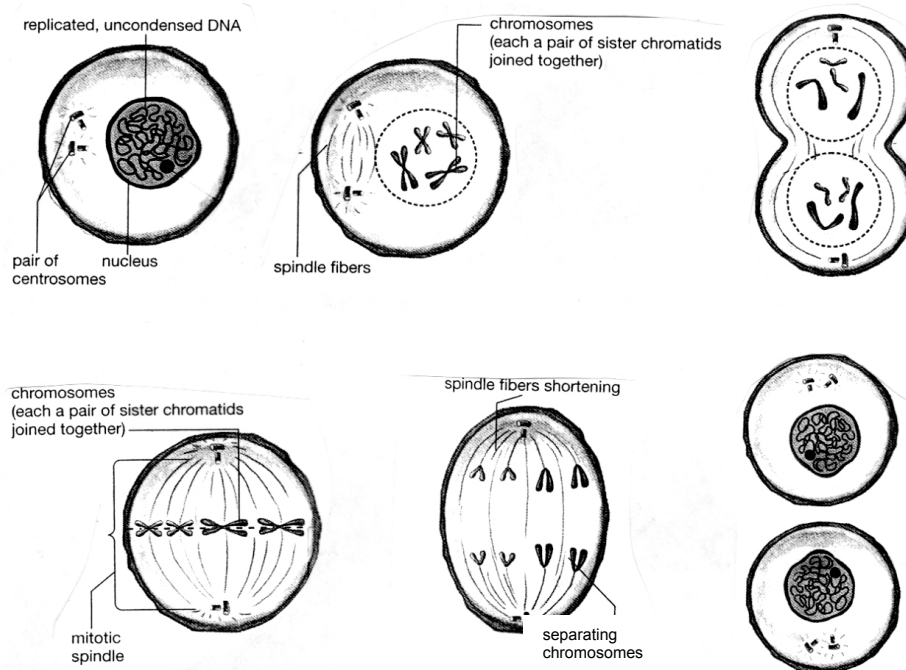 replicated, uncondensed DNA
pair of
centrosomes
nucleus
chromosomes
(each a pair of sister chromatids
joined together)
spindle fibers
chromosomes
(each a pair of sister chromatids
joined together)
mitotic
spindle
spindle fibers shortening
separating
chromosomes